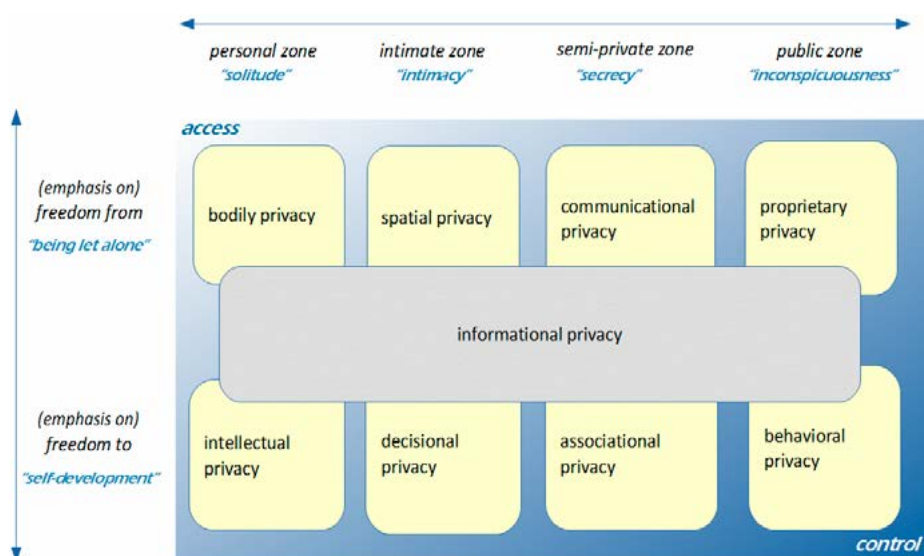 personal zone
"solitude"
intimate zone
"intimacy"
semi-private zone
"secrecy"
public zone
"inconspicuousness"
access
(emphasis on)
freedom from
"being let alone"
bodily privacy
spatial privacy
communicational
privacy
proprietary
privacy
informational privacy
(emphasis on)
freedom to
"self-development"
intellectual
privacy
decisional
privacy
associational
privacy
behavioral
privacy
control